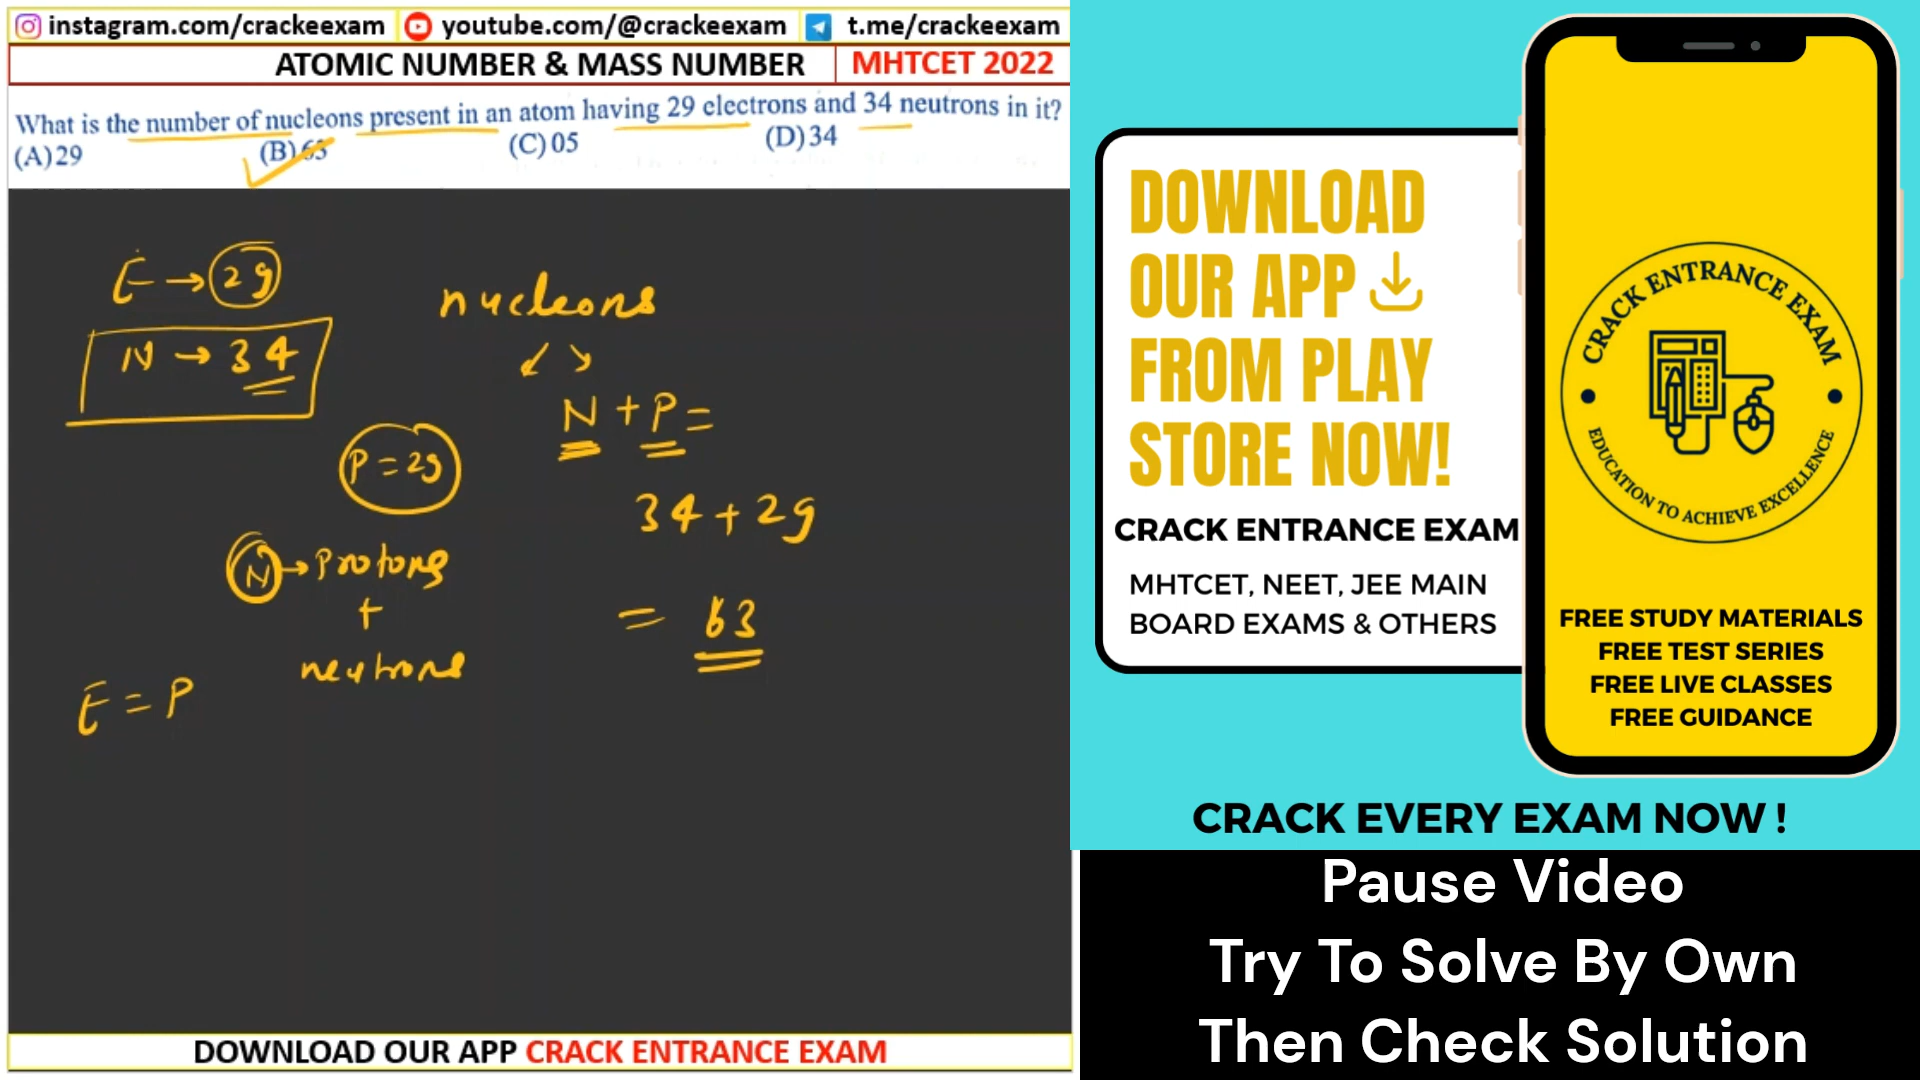 instagram.com/crackeexam youtube.com/@crackeexam t.me/crackeexam
ATOMIC NUMBER & MASS NUMBER MHTCET 2022
What is the number of nucleons present in an atom having 29 electrons and 34 neutrons in it?
(A) 29 (B) 63 (C) 05 (D) 34
E → 29
N → 34
P = 29
N → Protons
+
neutrons
E = P
nucleons
N + P =
34 + 29
= 63
DOWNLOAD OUR APP CRACK ENTRANCE EXAM
DOWNLOAD
OUR APP
FROM PLAY
STORE NOW!
CRACK ENTRANCE EXAM
MHTCET, NEET, JEE MAIN
BOARD EXAMS & OTHERS
CRACK ENTRANCE EXAM
EDUCATION TO ACHIEVE EXCELLENCE
FREE STUDY MATERIALS
FREE TEST SERIES
FREE LIVE CLASSES
FREE GUIDANCE
CRACK EVERY EXAM NOW !
Pause Video
Try To Solve By Own
Then Check Solution